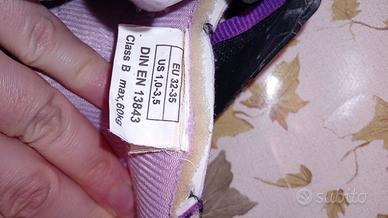 EU 32-35
US 1,0-3,5
DIN EN 13843
Class B max,60kg
subito